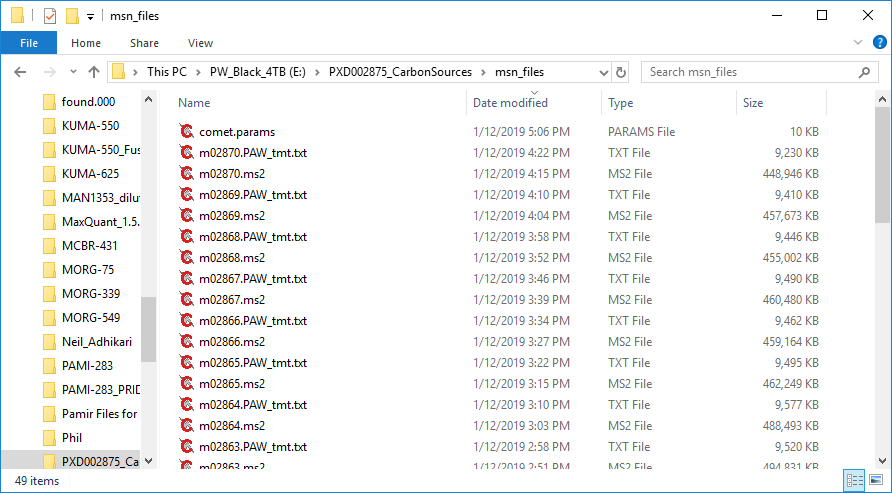 msn_files
File Home Share View
This PC > PW_Black_4TB (E:) > PXD002875_CarbonSources > msn_files
Search msn_files
found.000
KUMA-550
KUMA-550_Fus
KUMA-625
MAN1353_dilut
MaxQuant_1.5.
MCBR-431
MORG-75
MORG-339
MORG-549
Neil_Adhikari
PAMI-283
PAMI-283_PRID
Pamir Files for
Phil
PXD002875_Ca
Name Date modified Type Size
comet.params 1/12/2019 5:06 PM PARAMS File 10 KB
m02870.PAW_tmt.txt 1/12/2019 4:22 PM TXT File 9,230 KB
m02870.ms2 1/12/2019 4:15 PM MS2 File 448,946 KB
m02869.PAW_tmt.txt 1/12/2019 4:10 PM TXT File 9,410 KB
m02869.ms2 1/12/2019 4:04 PM MS2 File 457,673 KB
m02868.PAW_tmt.txt 1/12/2019 3:58 PM TXT File 9,446 KB
m02868.ms2 1/12/2019 3:52 PM MS2 File 455,002 KB
m02867.PAW_tmt.txt 1/12/2019 3:46 PM TXT File 9,490 KB
m02867.ms2 1/12/2019 3:39 PM MS2 File 460,480 KB
m02866.PAW_tmt.txt 1/12/2019 3:34 PM TXT File 9,462 KB
m02866.ms2 1/12/2019 3:27 PM MS2 File 459,164 KB
m02865.PAW_tmt.txt 1/12/2019 3:22 PM TXT File 9,495 KB
m02865.ms2 1/12/2019 3:15 PM MS2 File 462,249 KB
m02864.PAW_tmt.txt 1/12/2019 3:10 PM TXT File 9,577 KB
m02864.ms2 1/12/2019 3:03 PM MS2 File 488,493 KB
m02863.PAW_tmt.txt 1/12/2019 2:58 PM TXT File 9,520 KB
m02863.ms2 1/12/2019 2:51 PM MS2 File 494,831 KB
49 items